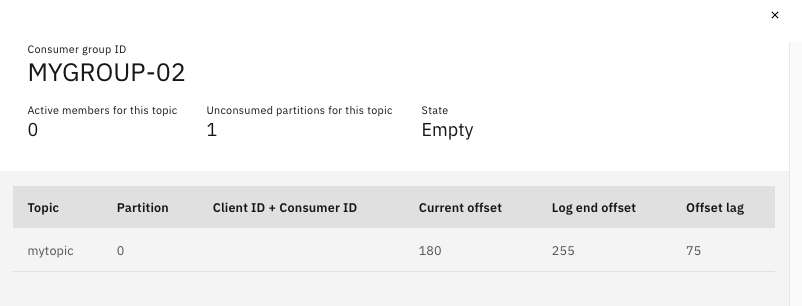 ×
Consumer group ID
MYGROUP-02
Active members for this topic Unconsumed partitions for this topic State
0 1 Empty
Topic Partition Client ID + Consumer ID Current offset Log end offset Offset lag
mytopic 0 180 255 75